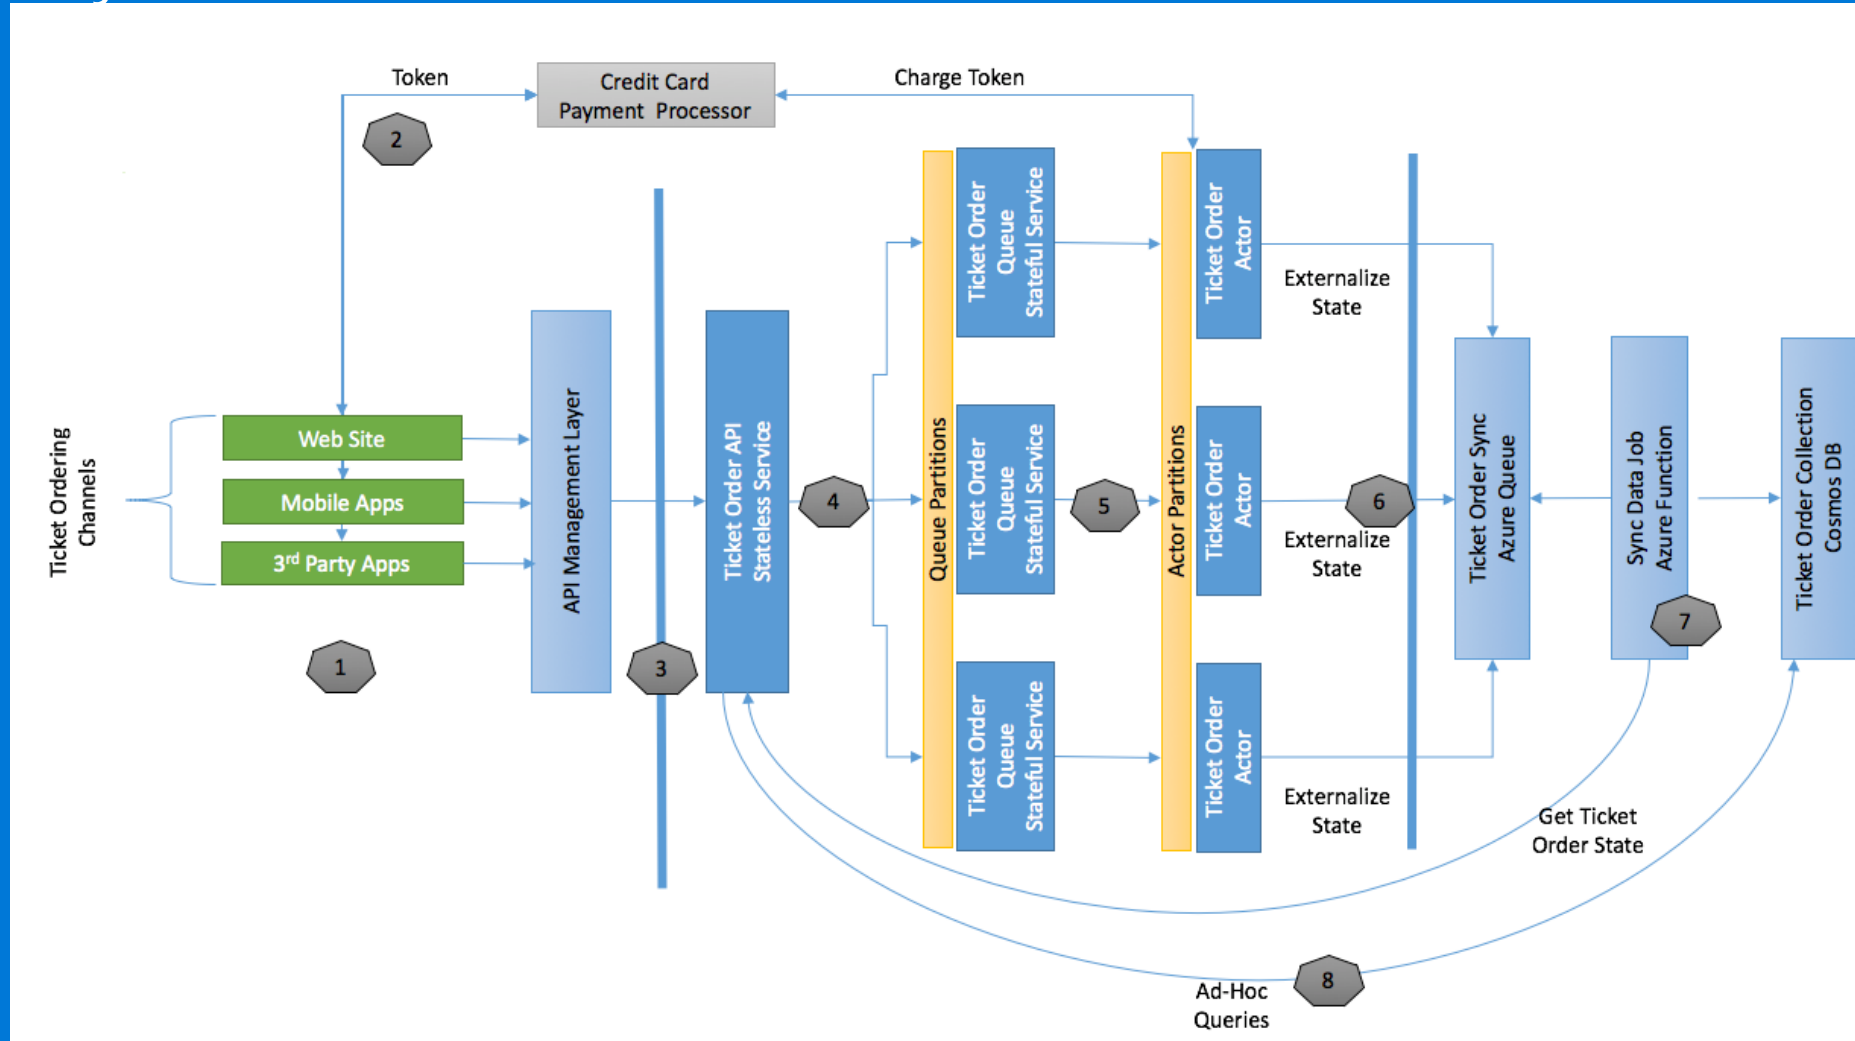 Token
Credit Card
Payment Processor
Charge Token
2
Ticket Ordering
Channels
Web Site
Mobile Apps
3rd Party Apps
1
API Management Layer
3
Ticket Order API
Stateless Service
4
Queue Partitions
Ticket Order
Queue
Stateful Service
Ticket Order
Queue
Stateful Service
Ticket Order
Queue
Stateful Service
5
Actor Partitions
Ticket Order
Actor
Ticket Order
Actor
Ticket Order
Actor
Externalize
State
6
Externalize
State
Externalize
State
Ticket Order Sync
Azure Queue
Sync Data Job
Azure Function
7
Ticket Order Collection
Cosmos DB
Get Ticket
Order State
8
Ad-Hoc
Queries